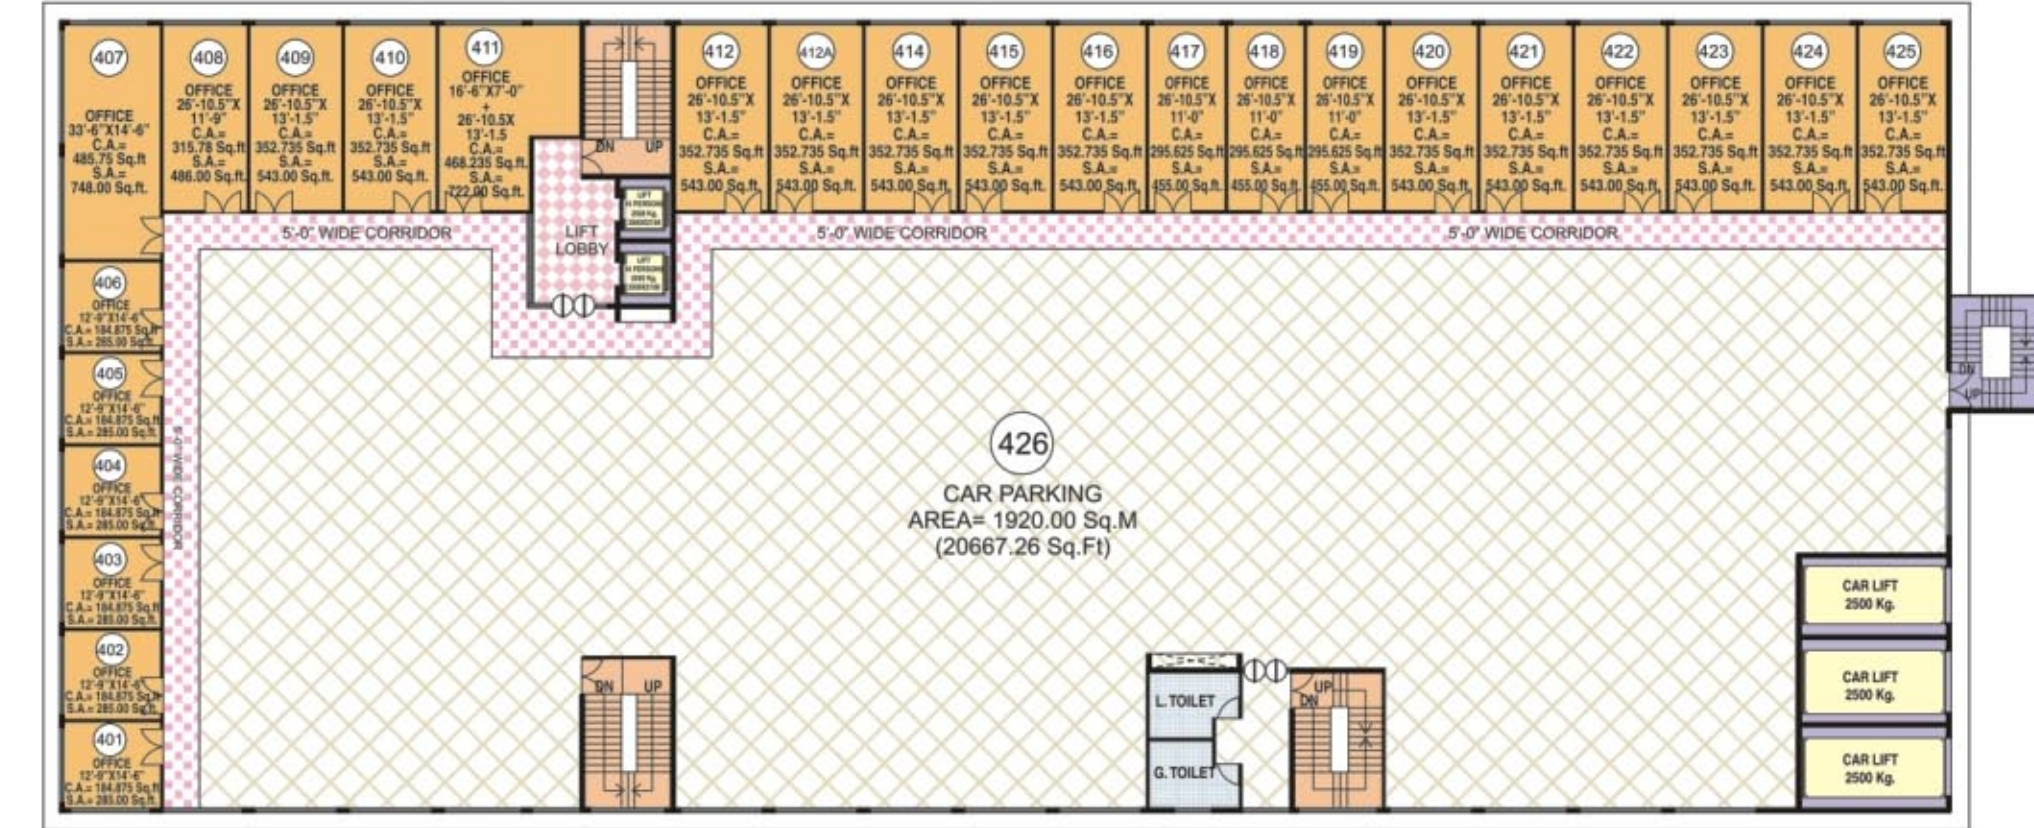 407
OFFICE
33'-6"X14'-6"
C.A.=
485.75 Sq.ft
S.A.=
748.00 Sq.ft.
408
OFFICE
26'-10.5"X
11'-9"
C.A.=
315.78 Sq.ft
S.A.=
486.00 Sq.ft.
409
OFFICE
26'-10.5"X
13'-1.5"
C.A.=
352.735 Sq.ft
S.A.=
543.00 Sq.ft.
410
OFFICE
26'-10.5"X
13'-1.5"
C.A.=
352.735 Sq.ft
S.A.=
543.00 Sq.ft.
411
OFFICE
16'-6"X7'-0"
+
26'-10.5X
13'-1.5
C.A.=
468.235 Sq.ft.
S.A.=
722.00 Sq.ft.
DN UP
412
OFFICE
26'-10.5"X
13'-1.5"
C.A.=
352.735 Sq.ft
S.A.=
543.00 Sq.ft.
412A
OFFICE
26'-10.5"X
13'-1.5"
C.A.=
352.735 Sq.ft
S.A.=
543.00 Sq.ft.
414
OFFICE
26'-10.5"X
13'-1.5"
C.A.=
352.735 Sq.ft
S.A.=
543.00 Sq.ft.
415
OFFICE
26'-10.5"X
13'-1.5"
C.A.=
352.735 Sq.ft
S.A.=
543.00 Sq.ft.
416
OFFICE
26'-10.5"X
13'-1.5"
C.A.=
352.735 Sq.ft
S.A.=
543.00 Sq.ft.
417
OFFICE
26'-10.5"X
11'-0"
C.A.=
295.625 Sq.ft
S.A.=
455.00 Sq.ft.
418
OFFICE
26'-10.5"X
11'-0"
C.A.=
295.625 Sq.ft
S.A.=
455.00 Sq.ft.
419
OFFICE
26'-10.5"X
11'-0"
C.A.=
295.625 Sq.ft
S.A.=
455.00 Sq.ft.
420
OFFICE
26'-10.5"X
13'-1.5"
C.A.=
352.735 Sq.ft
S.A.=
543.00 Sq.ft.
421
OFFICE
26'-10.5"X
13'-1.5"
C.A.=
352.735 Sq.ft
S.A.=
543.00 Sq.ft.
422
OFFICE
26'-10.5"X
13'-1.5"
C.A.=
352.735 Sq.ft
S.A.=
543.00 Sq.ft.
423
OFFICE
26'-10.5"X
13'-1.5"
C.A.=
352.735 Sq.ft
S.A.=
543.00 Sq.ft.
424
OFFICE
26'-10.5"X
13'-1.5"
C.A.=
352.735 Sq.ft
S.A.=
543.00 Sq.ft.
425
OFFICE
26'-10.5"X
13'-1.5"
C.A.=
352.735 Sq.ft
S.A.=
543.00 Sq.ft.
5'-0" WIDE CORRIDOR
LIFT
LOBBY
LIFT
LIFT
5'-0" WIDE CORRIDOR
5'-0" WIDE CORRIDOR
406
OFFICE
12'-9"X14'-6"
C.A.= 184.875 Sq.ft
S.A.= 285.00 Sq.ft.
405
OFFICE
12'-9"X14'-6"
C.A.= 184.875 Sq.ft
S.A.= 285.00 Sq.ft.
404
OFFICE
12'-9"X14'-6"
C.A.= 184.875 Sq.ft
S.A.= 285.00 Sq.ft.
403
OFFICE
12'-9"X14'-6"
C.A.= 184.875 Sq.ft
S.A.= 285.00 Sq.ft.
402
OFFICE
12'-9"X14'-6"
C.A.= 184.875 Sq.ft
S.A.= 285.00 Sq.ft.
401
OFFICE
12'-9"X14'-6"
C.A.= 184.875 Sq.ft
S.A.= 285.00 Sq.ft.
5'-0" WIDE CORRIDOR
426
CAR PARKING
AREA= 1920.00 Sq.M
(20667.26 Sq.Ft)
DN
UP
CAR LIFT
2500 Kg.
CAR LIFT
2500 Kg.
CAR LIFT
2500 Kg.
DN UP
L. TOILET
G. TOILET
UP
DN